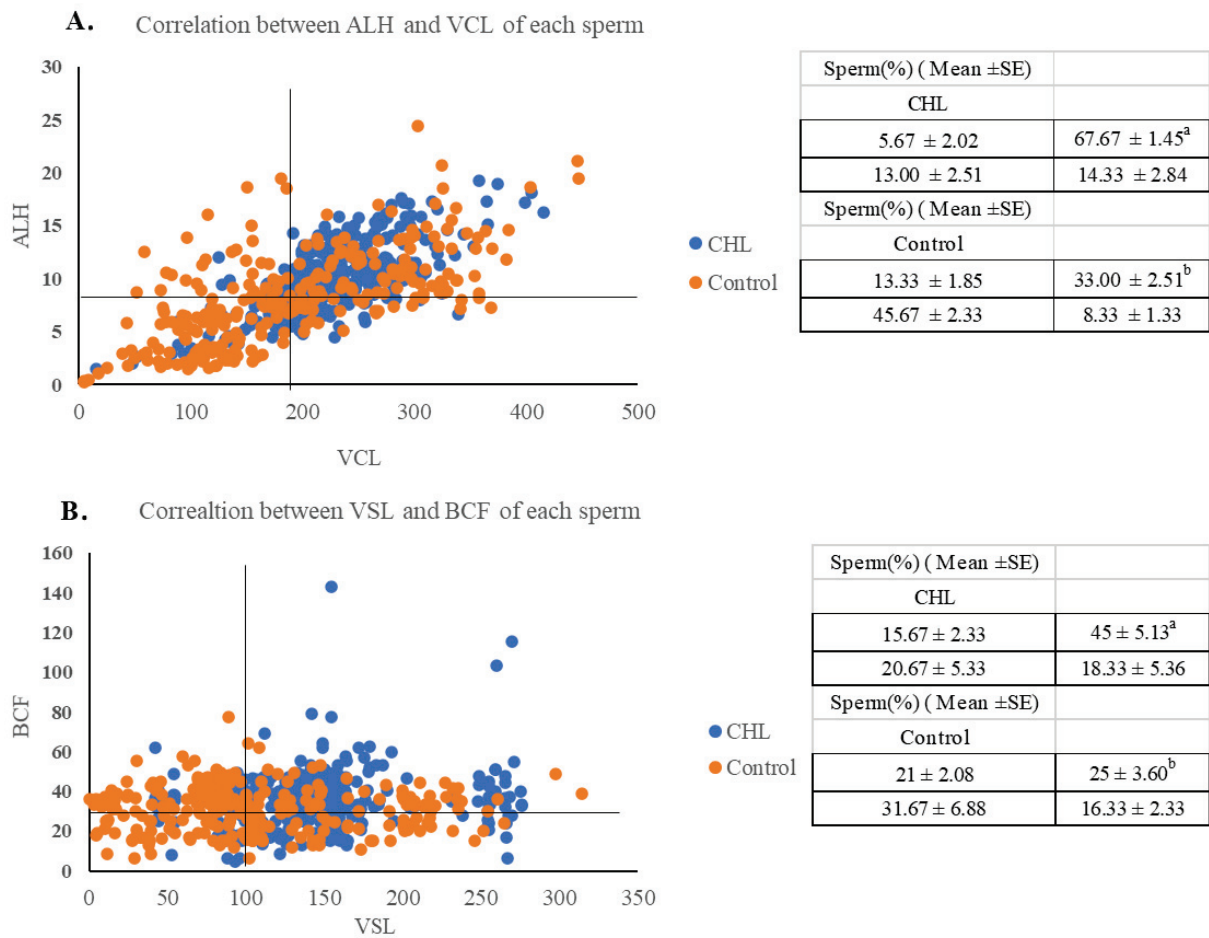 A. Correlation between ALH and VCL of each sperm
30
25
20
15
10
5
0
ALH
0 100 200 300 400 500
VCL
CHL
Control
Sperm(%) ( Mean ±SE)
CHL
5.67 ± 2.02 67.67 ± 1.45ᵃ
13.00 ± 2.51 14.33 ± 2.84
Sperm(%) ( Mean ±SE)
Control
13.33 ± 1.85 33.00 ± 2.51ᵇ
45.67 ± 2.33 8.33 ± 1.33
B. Correaltion between VSL and BCF of each sperm
160
140
120
100
80
60
40
20
0
BCF
0 50 100 150 200 250 300 350
VSL
CHL
Control
Sperm(%) ( Mean ±SE)
CHL
15.67 ± 2.33 45 ± 5.13ᵃ
20.67 ± 5.33 18.33 ± 5.36
Sperm(%) ( Mean ±SE)
Control
21 ± 2.08 25 ± 3.60ᵇ
31.67 ± 6.88 16.33 ± 2.33